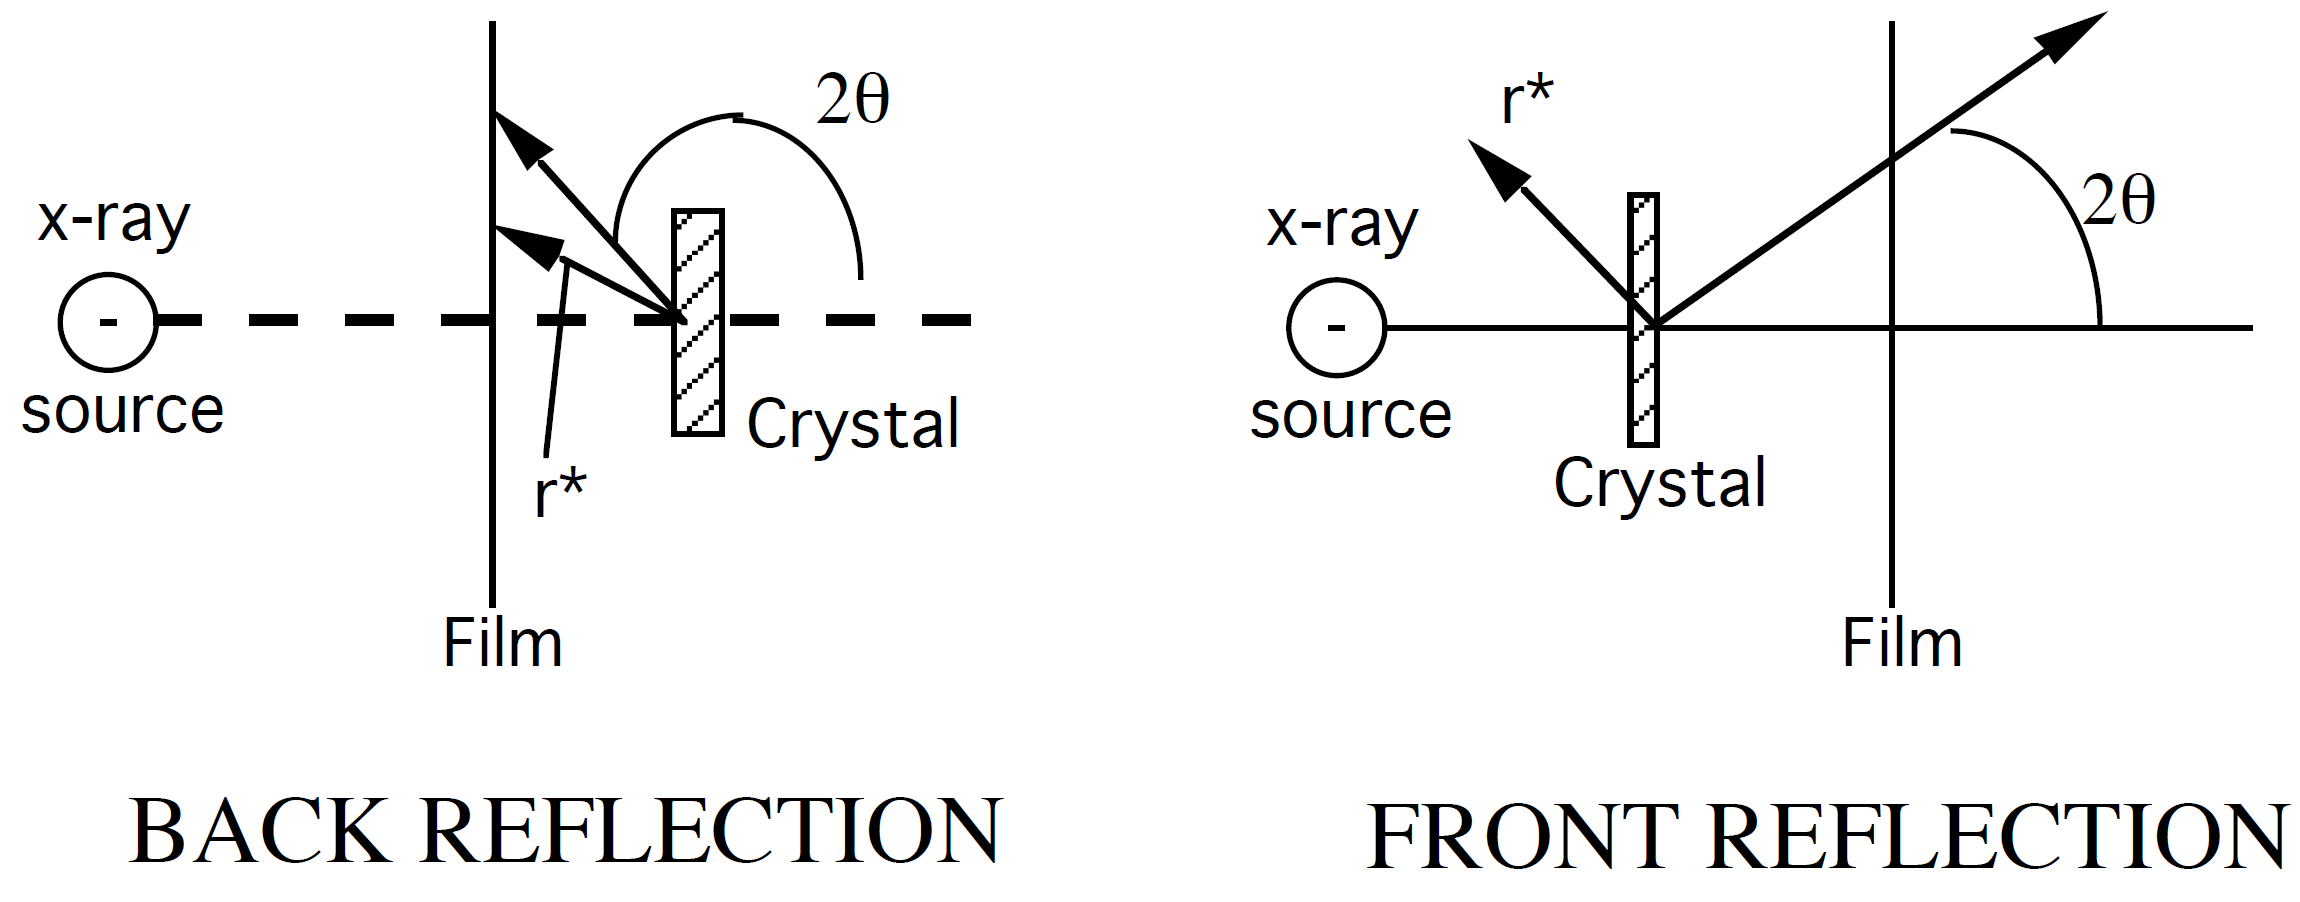 2θ
x-ray
source
r*
Crystal
Film
BACK REFLECTION
r*
x-ray
2θ
source
Crystal
Film
FRONT REFLECTION